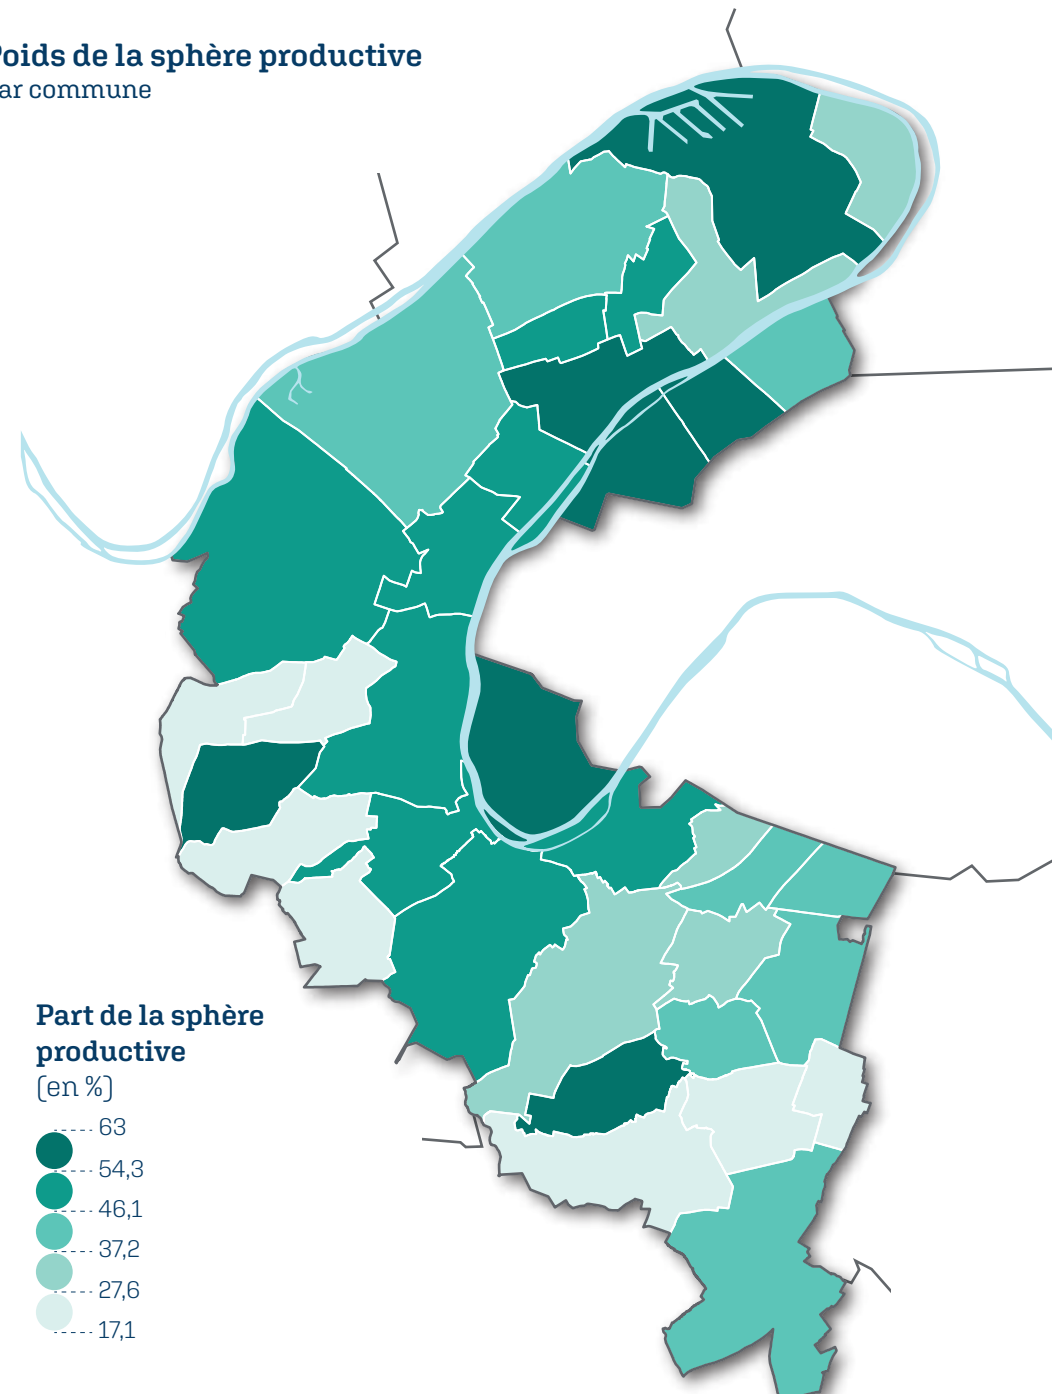 oids de la sphère productive
ar commune
Part de la sphère
productive
(en %)
63
54,3
46,1
37,2
27,6
17,1